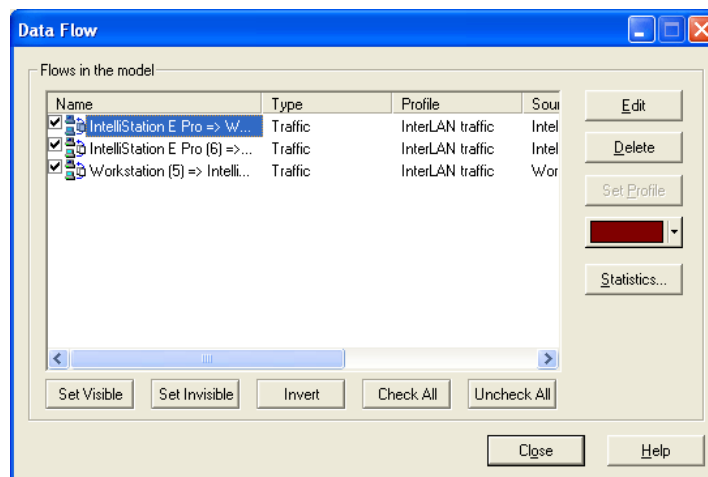 Data Flow
Flows in the model
Name Type Profile Sour
IntelliStation E Pro => W... Traffic InterLAN traffic Intel
IntelliStation E Pro (6) =>... Traffic InterLAN traffic Intel
Workstation (5) => Intelli... Traffic InterLAN traffic Wor
Edit
Delete
Set Profile
Statistics...
Set Visible Set Invisible Invert Check All Uncheck All
Close Help